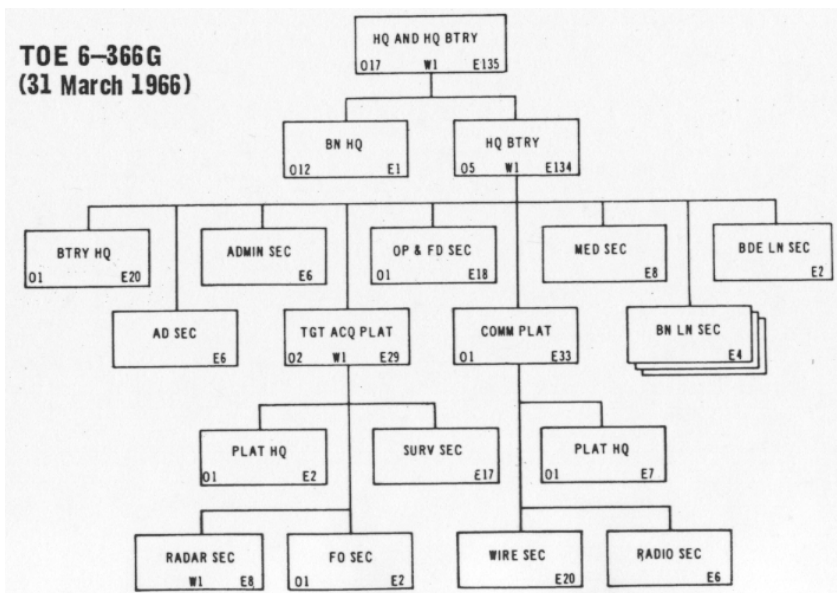 TOE 6-366G
(31 March 1966)
HQ AND HQ BTRY
O17 W1 E135
BN HQ
O12 E1
HQ BTRY
O5 W1 E134
BTRY HQ
O1 E20
ADMIN SEC
E6
OP & FD SEC
O1 E18
MED SEC
E8
BDE LN SEC
E2
AD SEC
E6
TGT ACQ PLAT
O2 W1 E29
COMM PLAT
O1 E33
BN LN SEC
E4
PLAT HQ
O1 E2
SURV SEC
E17
PLAT HQ
O1 E7
RADAR SEC
W1 E8
FO SEC
O1 E2
WIRE SEC
E20
RADIO SEC
E6